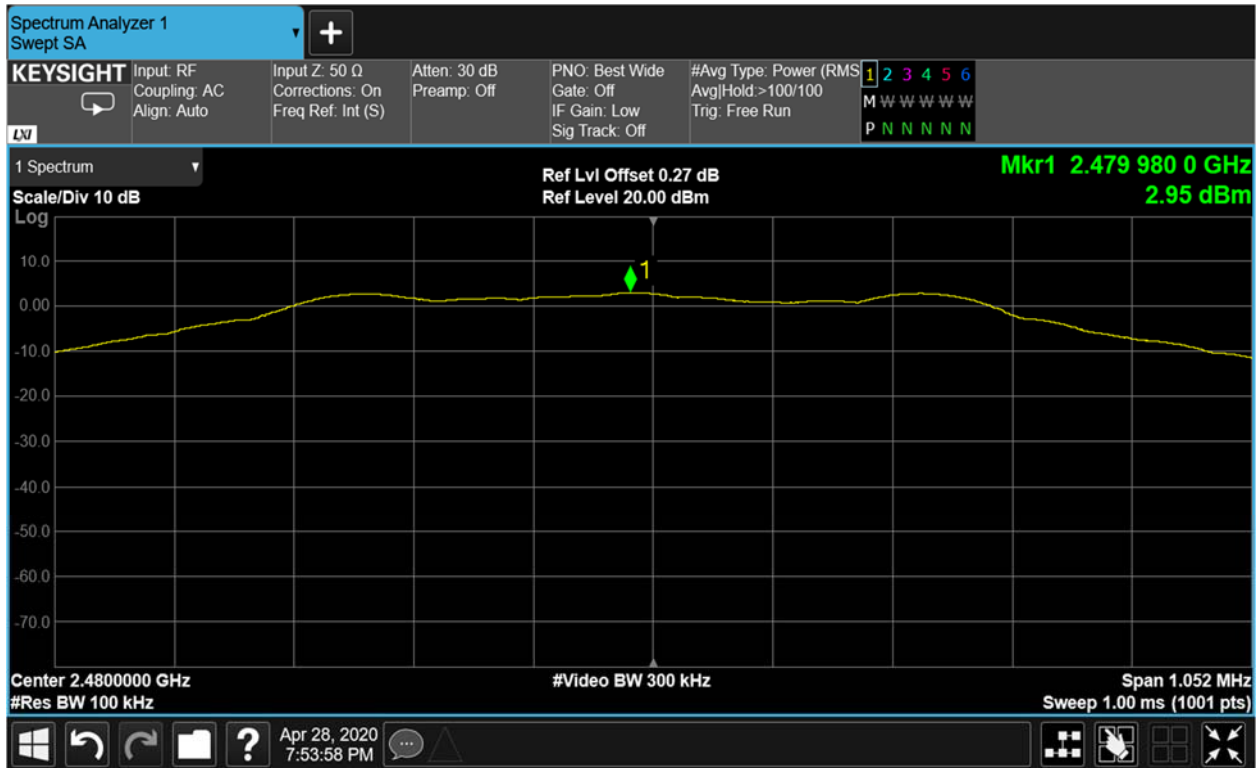 Spectrum Analyzer 1
Swept SA
+
KEYSIGHT
LXI
Input: RF
Coupling: AC
Align: Auto
Input Z: 50 Ω
Corrections: On
Freq Ref: Int (S)
Atten: 30 dB
Preamp: Off
PNO: Best Wide
Gate: Off
IF Gain: Low
Sig Track: Off
#Avg Type: Power (RMS
Avg|Hold:>100/100
Trig: Free Run
1 2 3 4 5 6
M W W W W W
P N N N N N
1 Spectrum
Scale/Div 10 dB
Ref Lvl Offset 0.27 dB
Ref Level 20.00 dBm
Mkr1 2.479 980 0 GHz
2.95 dBm
Log
1
10.0
0.00
-10.0
-20.0
-30.0
-40.0
-50.0
-60.0
-70.0
Center 2.4800000 GHz
#Video BW 300 kHz
Span 1.052 MHz
#Res BW 100 kHz
Sweep 1.00 ms (1001 pts)
?
Apr 28, 2020
7:53:58 PM